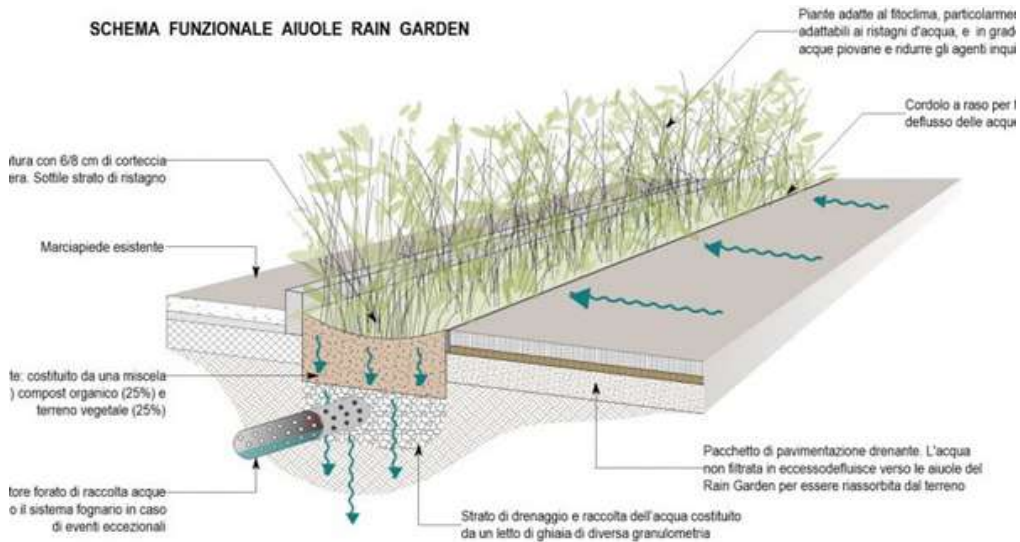 SCHEMA FUNZIONALE AIUOLE RAIN GARDEN
Piante adatte al fitoclima, particolarmen
adattabili ai ristagni d'acqua, e in grad
acque piovane e ridurre gli agenti inqui
Cordolo a raso per f
deflusso delle acque
tura con 6/8 cm di corteccia
era. Sottile strato di ristagno
Marciapiede esistente
te: costituito da una miscela
) compost organico (25%) e
terreno vegetale (25%)
tore forato di raccolta acque
o il sistema fognario in caso
di eventi eccezionali
Strato di drenaggio e raccolta dell'acqua costituito
da un letto di ghiaia di diversa granulometria
Pacchetto di pavimentazione drenante. L'acqua
non filtrata in eccessodefluisce verso le aiuole del
Rain Garden per essere riassorbita dal terreno